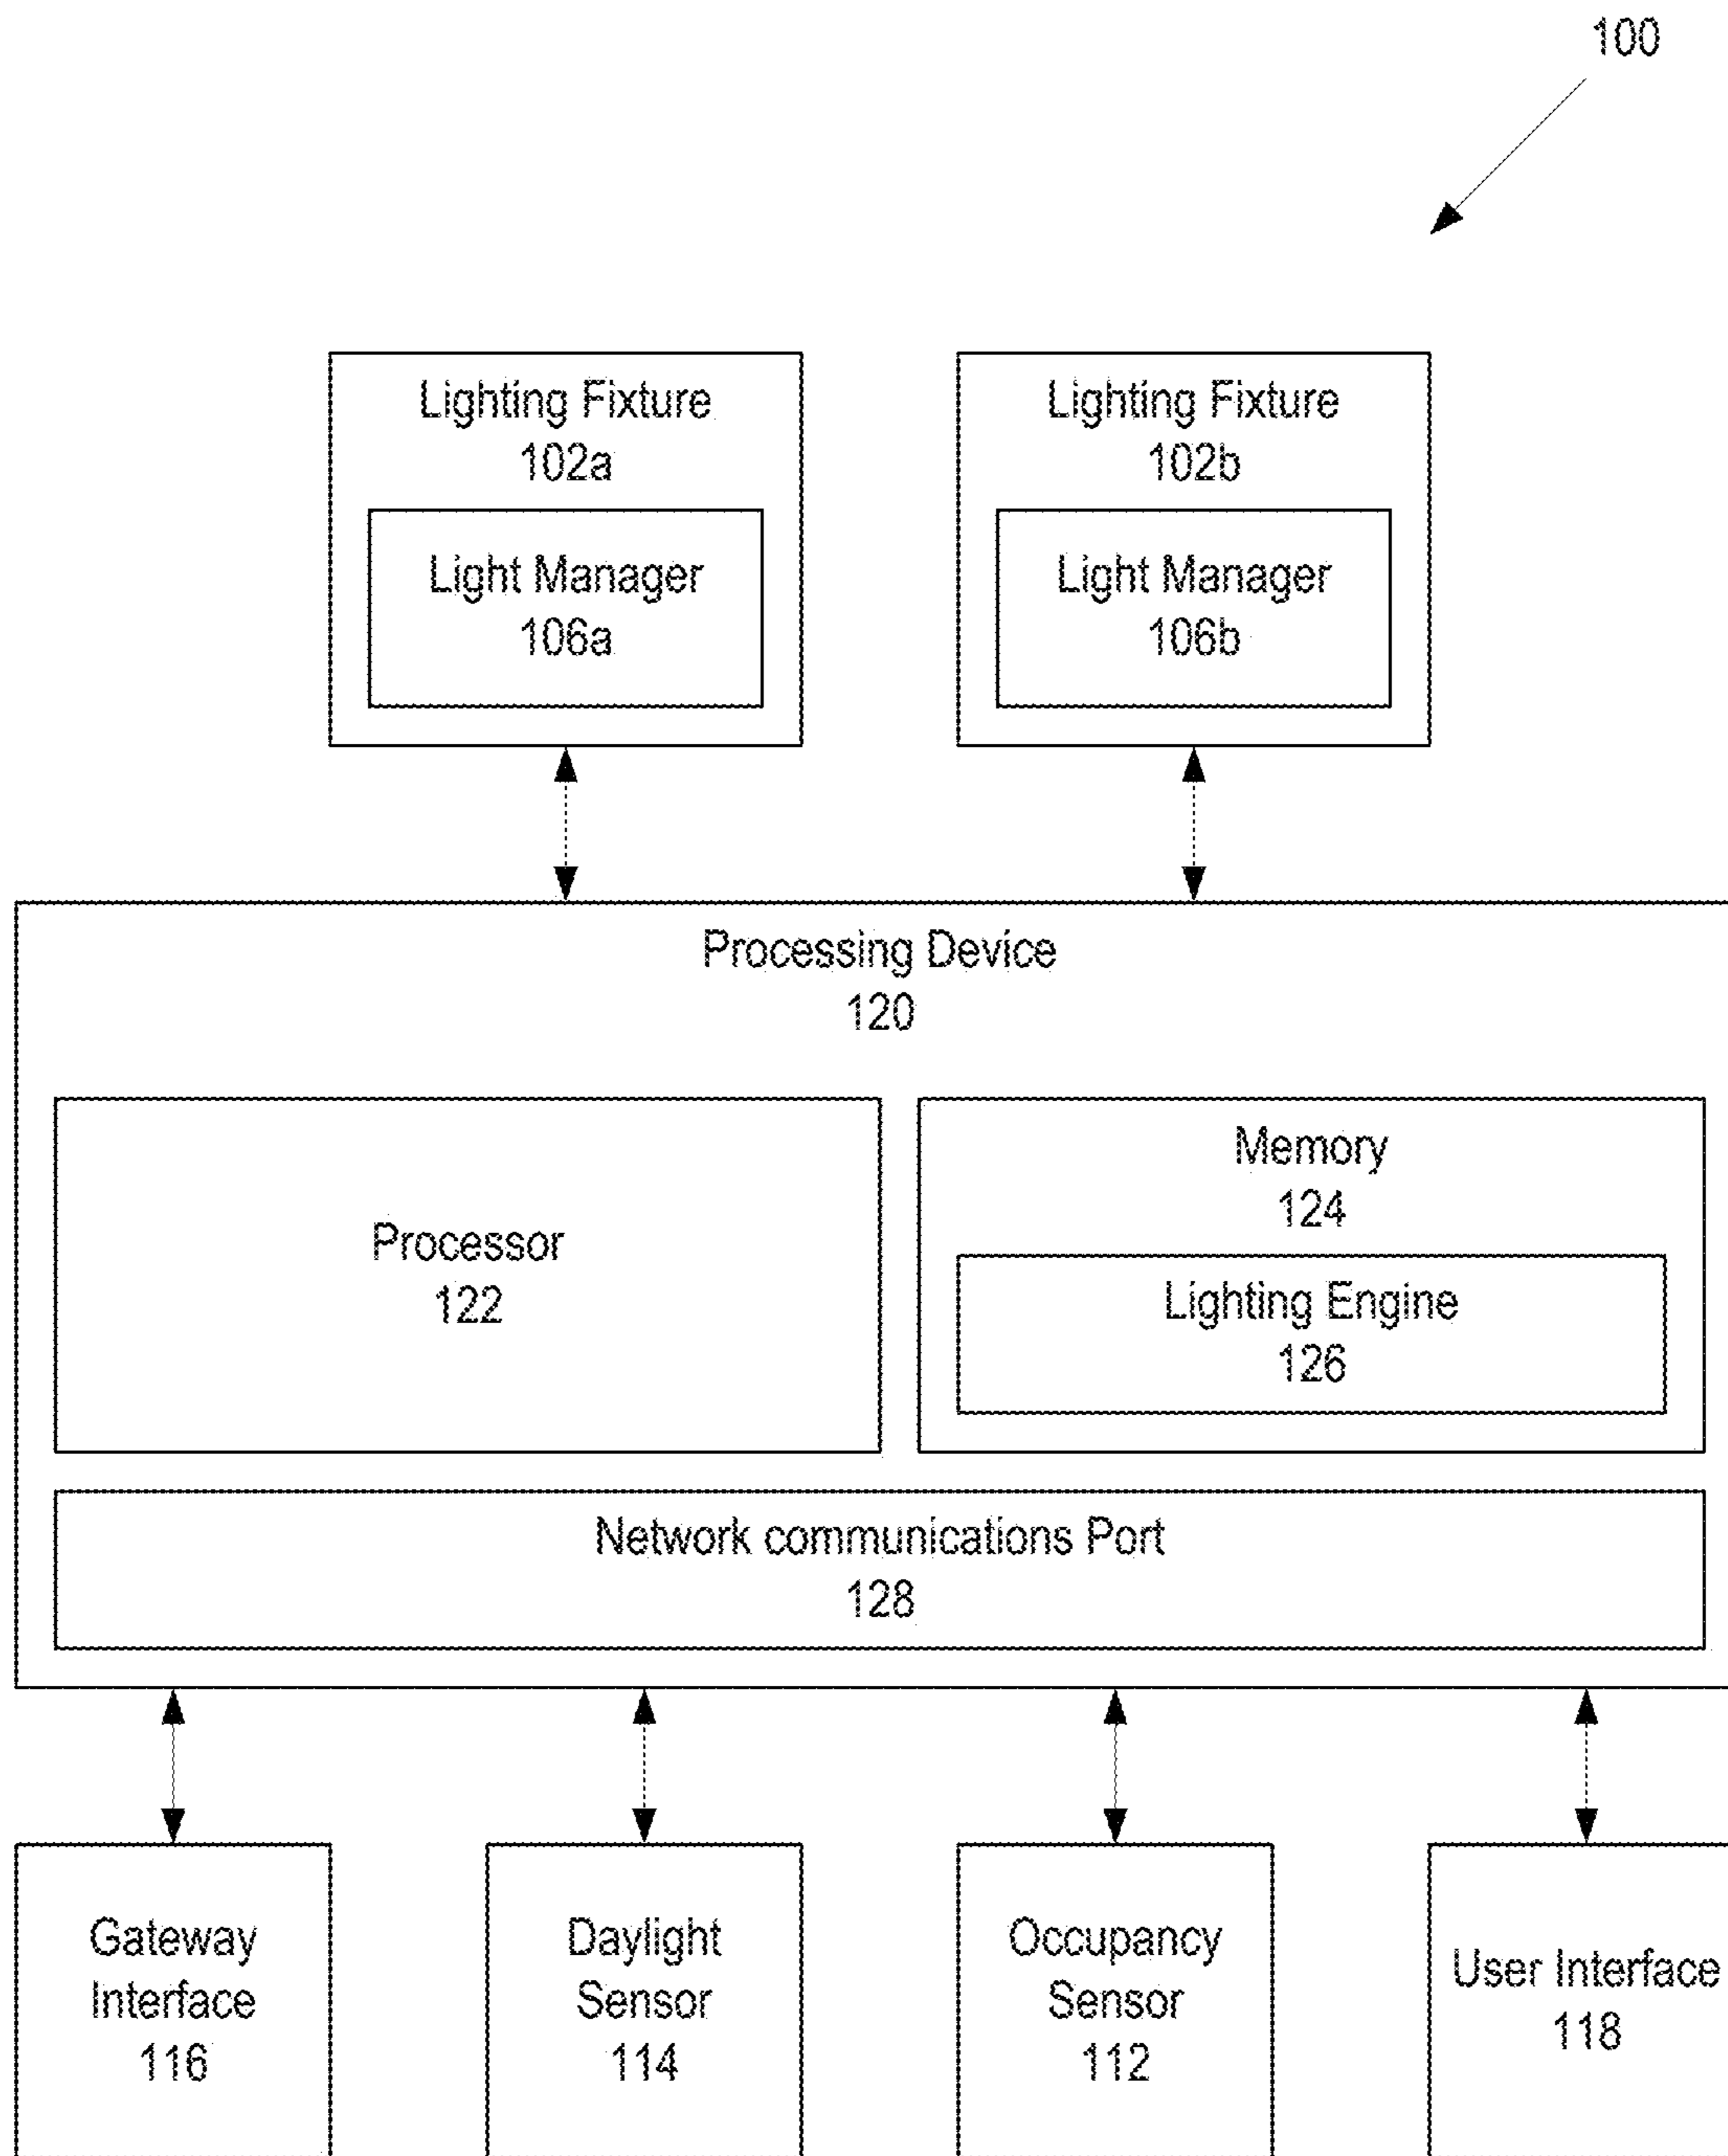 100
Lighting Fixture
102a
Light Manager
106a
Lighting Fixture
102b
Light Manager
106b
Processing Device
120
Processor
122
Memory
124
Lighting Engine
126
Network communications Port
128
Gateway
Interface
116
Daylight
Sensor
114
Occupancy
Sensor
112
User Interface
118